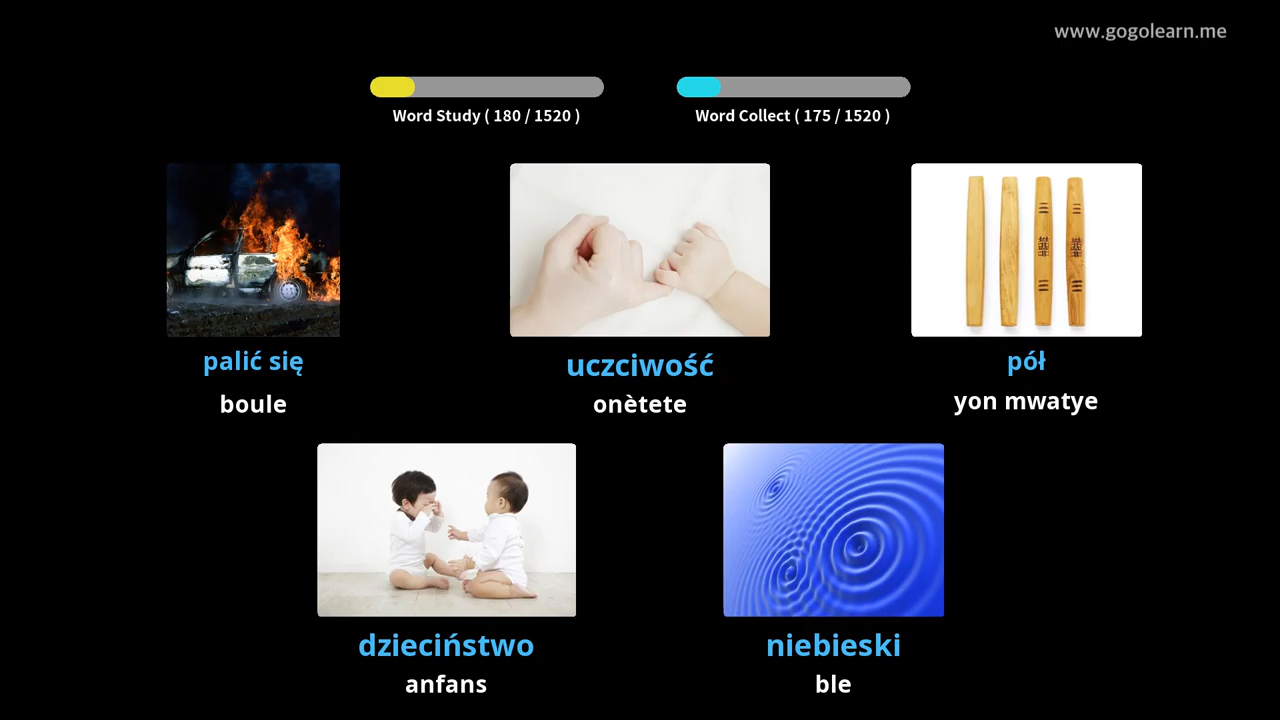 www.gogolearn.me
Word Study ( 180 / 1520 )
Word Collect ( 175 / 1520 )
palić się
boule
uczciwość
onètete
pół
yon mwatye
dzieciństwo
anfans
niebieski
ble